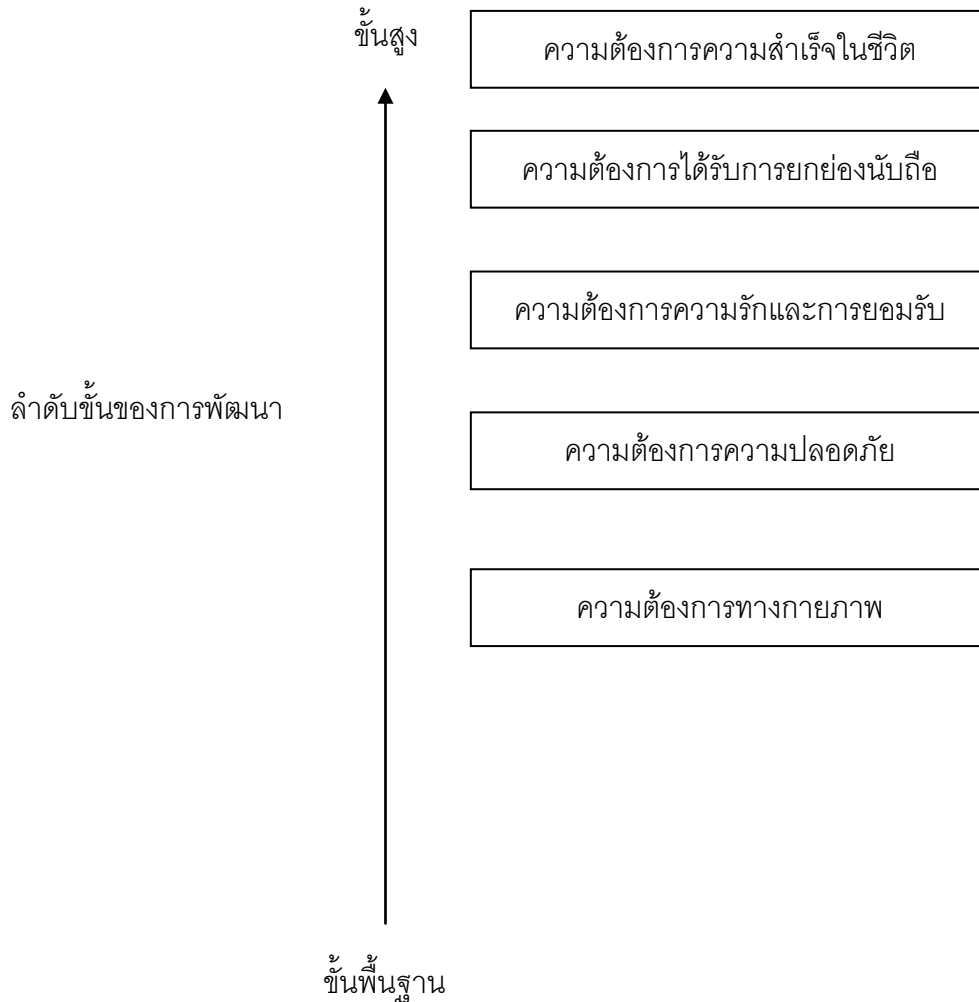 ขั้นสูง
ความต้องการความสำเร็จในชีวิต
ความต้องการได้รับการยกย่องนับถือ
ความต้องการความรักและการยอมรับ
ลำดับขั้นของการพัฒนา
ความต้องการความปลอดภัย
ความต้องการทางกายภาพ
ขั้นพื้นฐาน